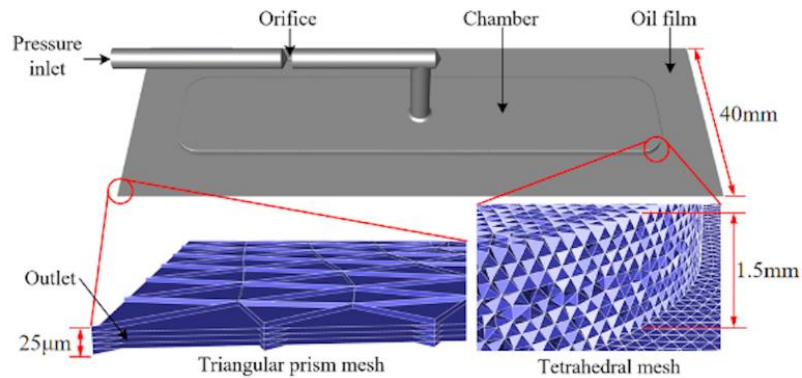 Orifice
Chamber
Oil film
Pressure
inlet
40mm
Outlet
1.5mm
25μm
Triangular prism mesh
Tetrahedral mesh